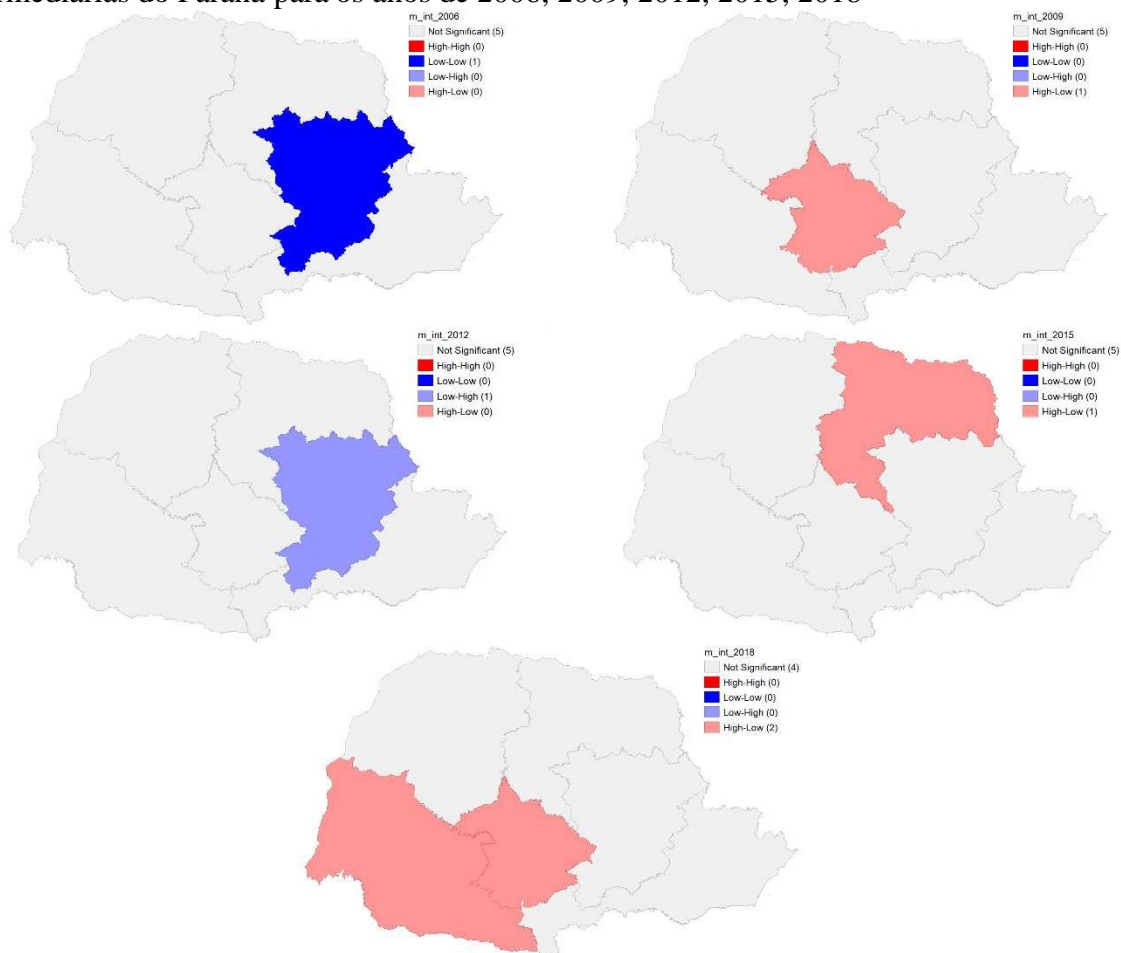 rmediárias do Paraná para os anos de 2006, 2009, 2012, 2015, 2018
m_int_2006
Not Significant (5)
High-High (0)
Low-Low (1)
Low-High (0)
High-Low (0)
m_int_2009
Not Significant (5)
High-High (0)
Low-Low (0)
Low-High (0)
High-Low (1)
m_int_2012
Not Significant (5)
High-High (0)
Low-Low (0)
Low-High (1)
High-Low (0)
m_int_2015
Not Significant (5)
High-High (0)
Low-Low (0)
Low-High (0)
High-Low (1)
m_int_2018
Not Significant (4)
High-High (0)
Low-Low (0)
Low-High (0)
High-Low (2)